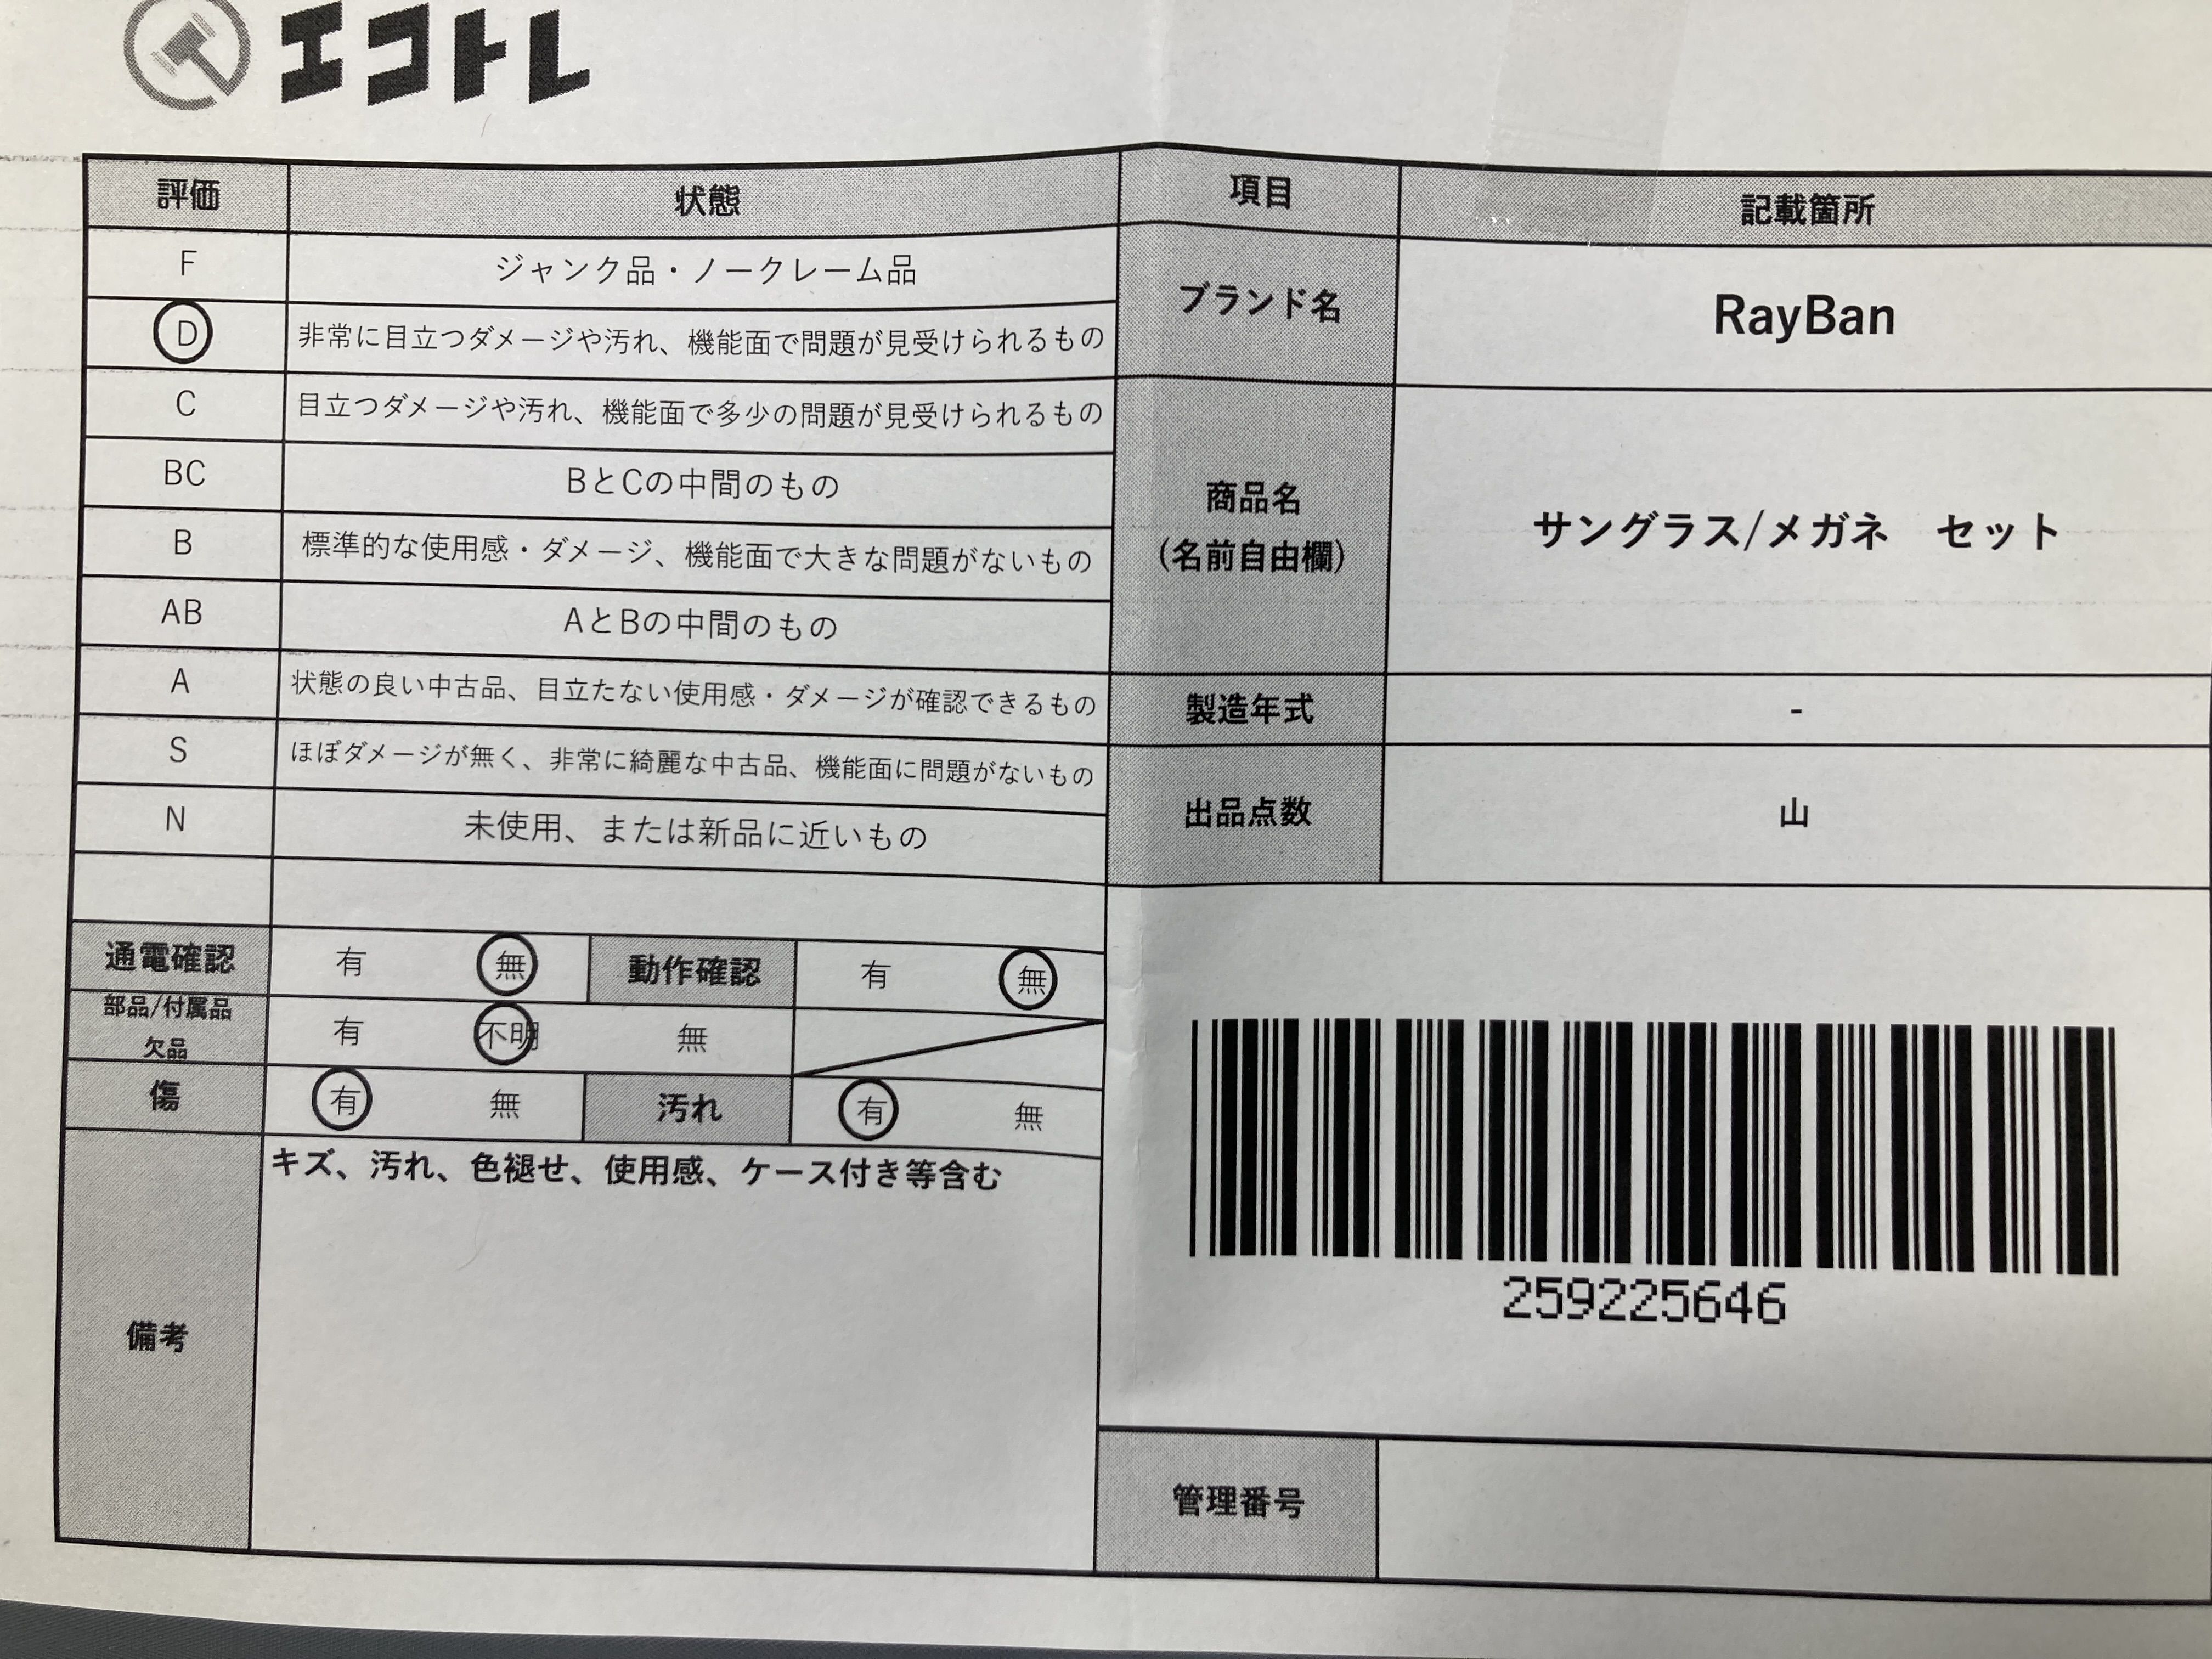 エコトレ
評価 状態
F ジャンク品・ノークレーム品
D 非常に目立つダメージや汚れ、機能面で問題が見受けられるもの
C 目立つダメージや汚れ、機能面で多少の問題が見受けられるもの
BC BとCの中間のもの
B 標準的な使用感・ダメージ、機能面で大きな問題がないもの
AB AとBの中間のもの
A 状態の良い中古品、目立たない使用感・ダメージが確認できるもの
S ほぼダメージが無く、非常に綺麗な中古品、機能面に問題がないもの
N 未使用、または新品に近いもの
通電確認 有 無 動作確認 有 無
部品/付属品
欠品 有 不明 無
傷 有 無 汚れ 有 無
備考 キズ、汚れ、色褪せ、使用感、ケース付き等含む
項目 記載箇所
ブランド名 RayBan
商品名
(名前自由欄) サングラス/メガネ セット
製造年式 -
出品点数 山
259225646
管理番号